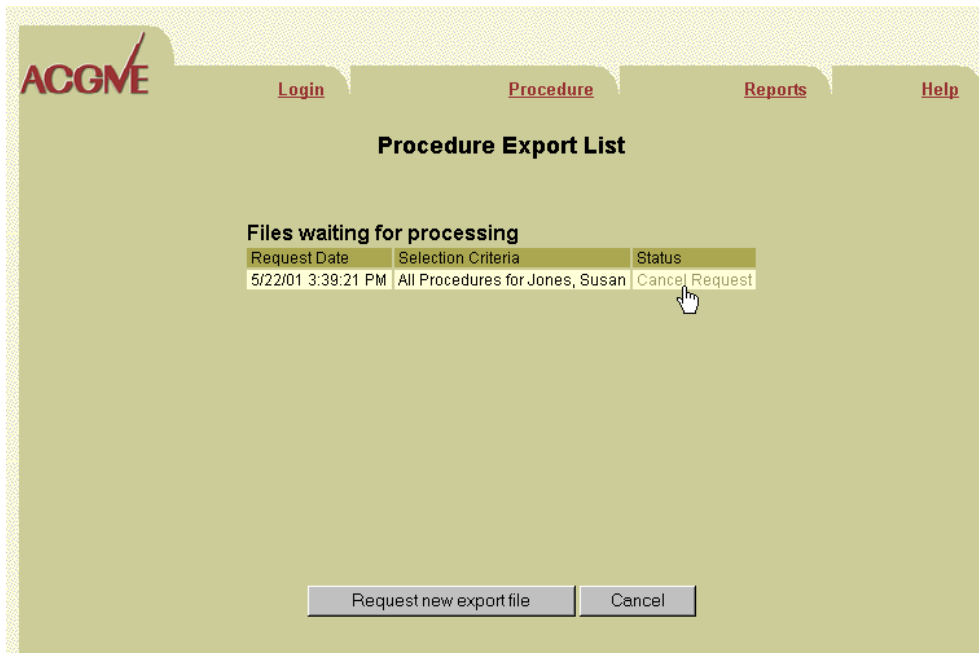 ACGME
Login Procedure Reports Help
Procedure Export List
Files waiting for processing
Request Date Selection Criteria Status
5/22/01 3:39:21 PM All Procedures for Jones, Susan Cancel Request
Request new export file Cancel